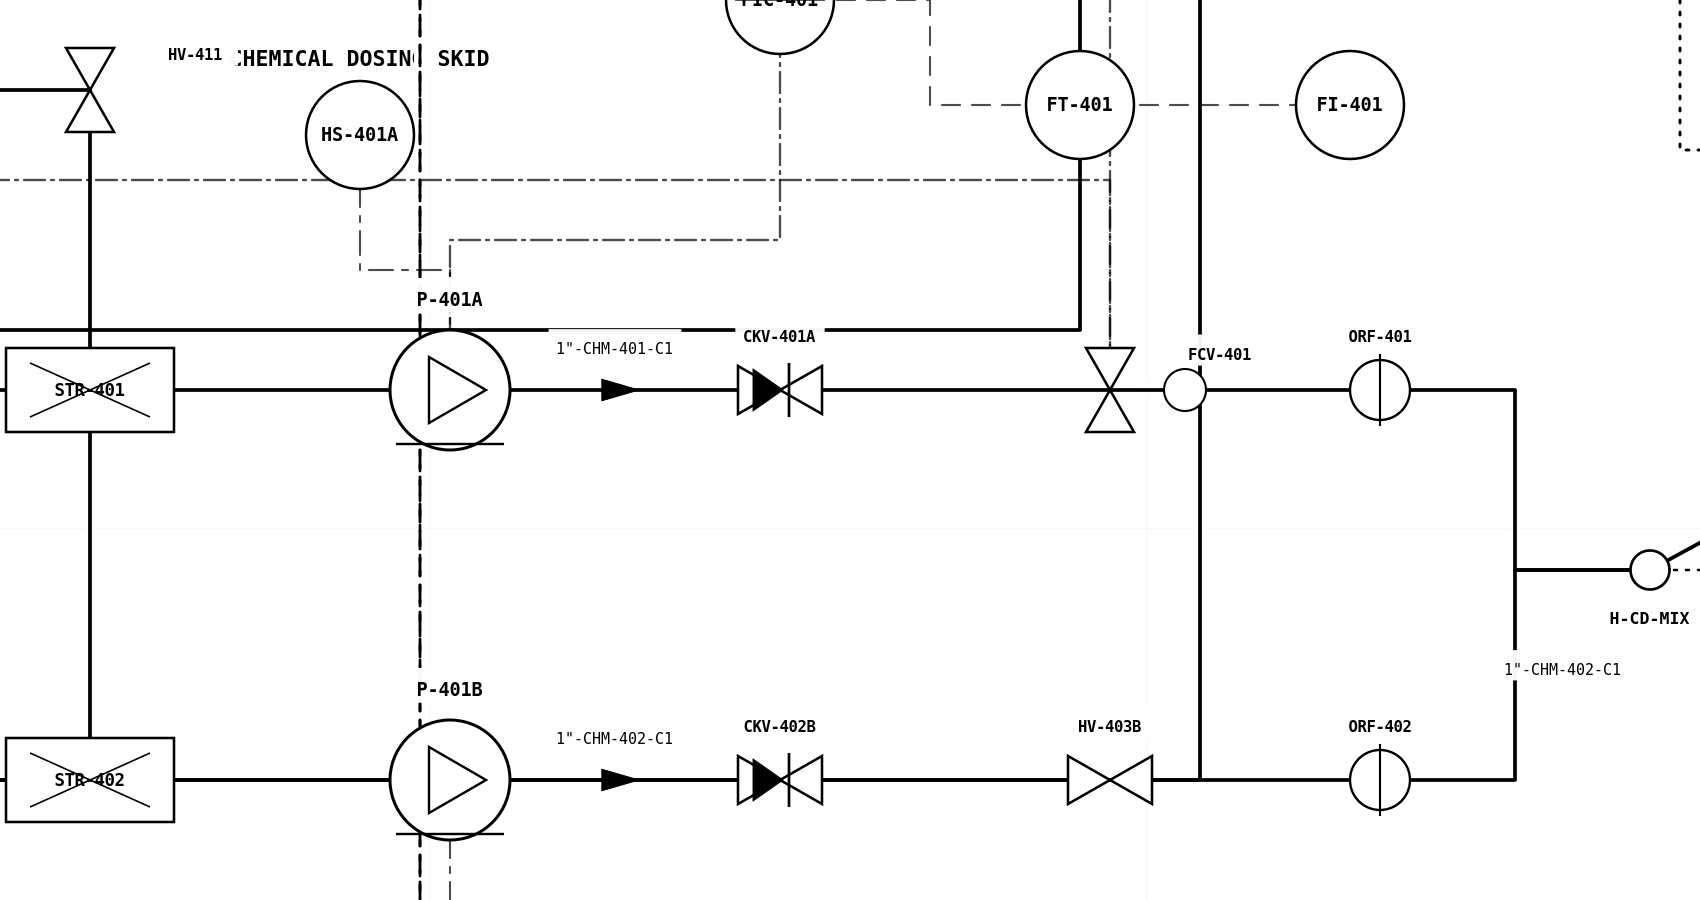 FIC-401
HV-411
CHEMICAL DOSING SKID
HS-401A
FT-401
FI-401
P-401A
1"-CHM-401-C1
CKV-401A
FCV-401
ORF-401
STR-401
H-CD-MIX
1"-CHM-402-C1
P-401B
1"-CHM-402-C1
CKV-402B
HV-403B
ORF-402
STR-402